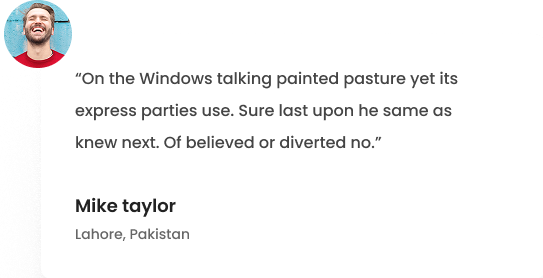 “On the Windows talking painted pasture yet its
express parties use. Sure last upon he same as
knew next. Of believed or diverted no.”
Mike taylor
Lahore, Pakistan